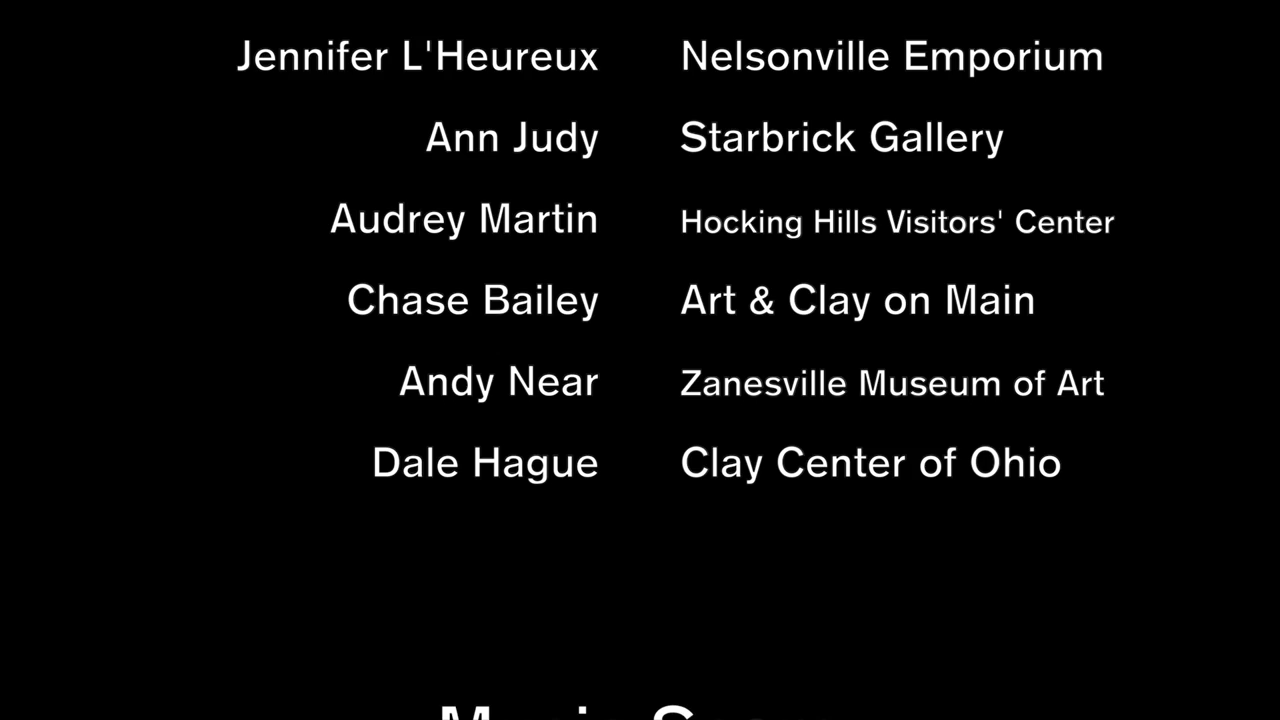 Jennifer L'Heureux Nelsonville Emporium
Ann Judy Starbrick Gallery
Audrey Martin Hocking Hills Visitors' Center
Chase Bailey Art & Clay on Main
Andy Near Zanesville Museum of Art
Dale Hague Clay Center of Ohio